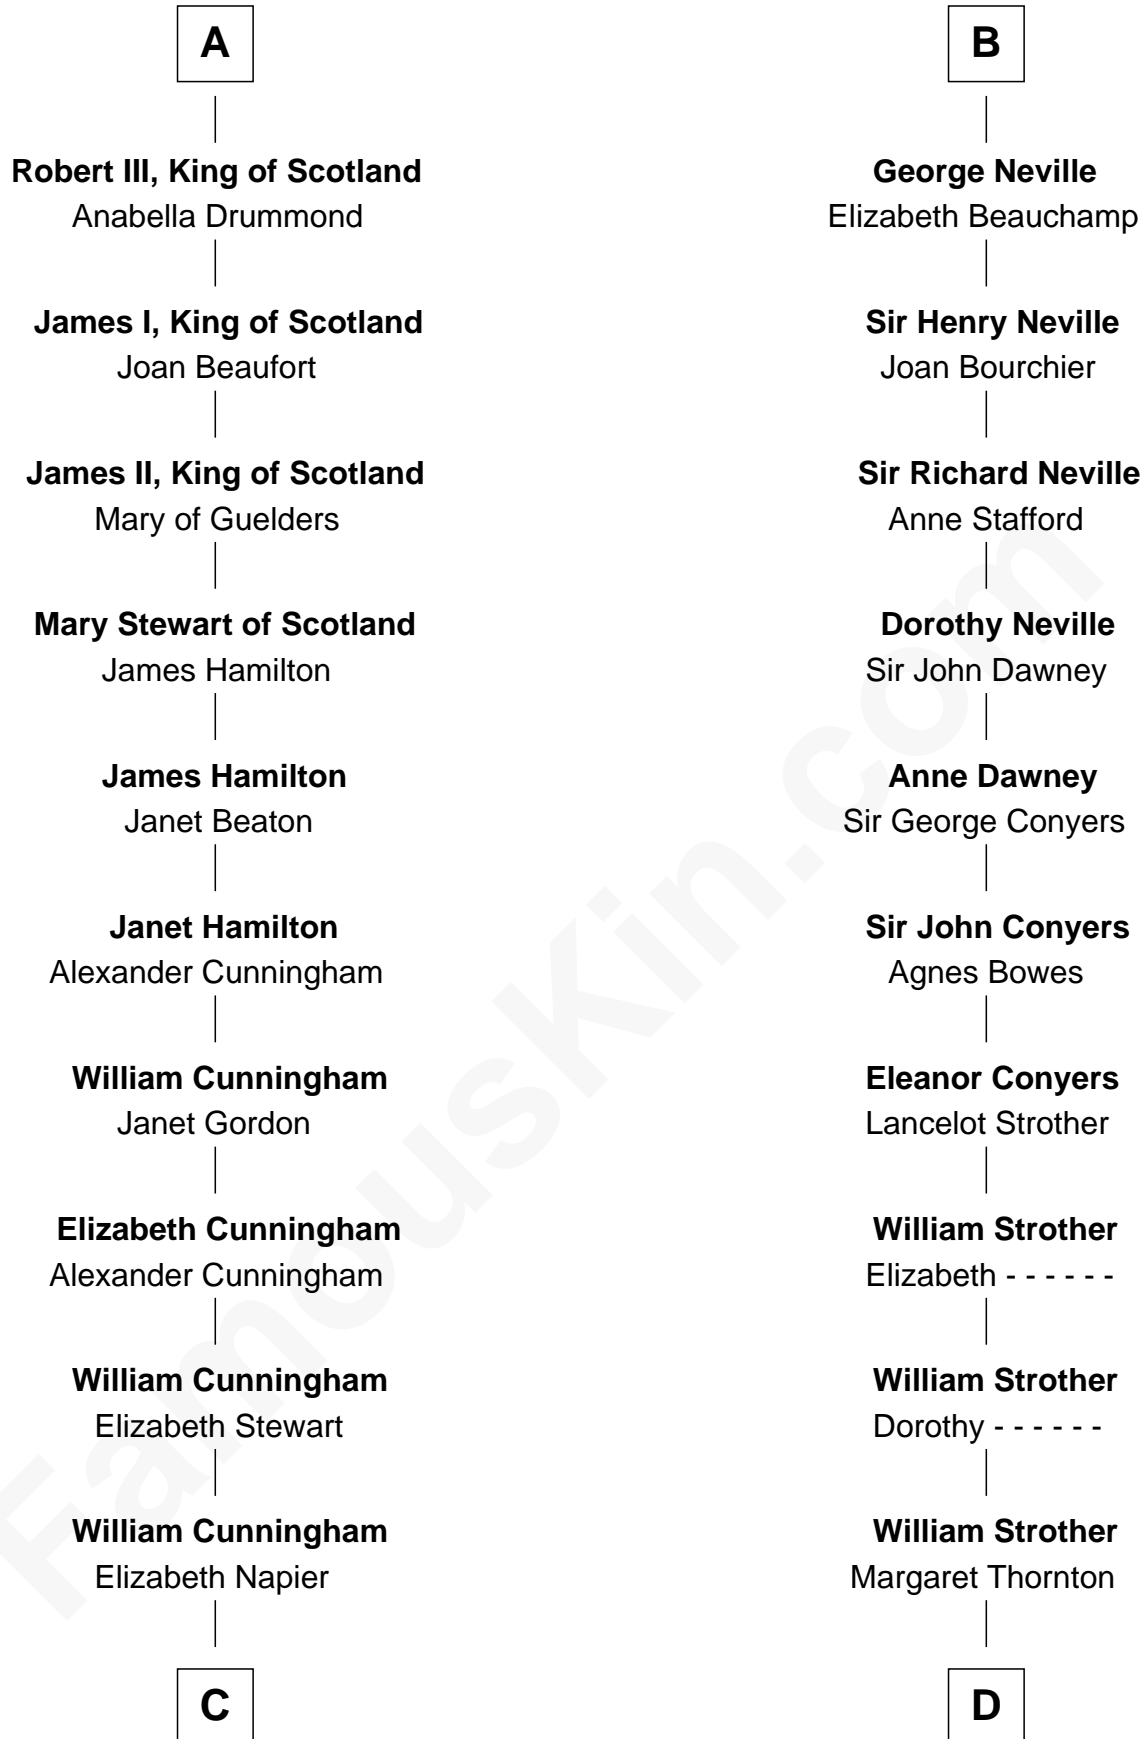 A
Robert III, King of Scotland
Anabella Drummond
James I, King of Scotland
Joan Beaufort
James II, King of Scotland
Mary of Guelders
Mary Stewart of Scotland
James Hamilton
James Hamilton
Janet Beaton
Janet Hamilton
Alexander Cunningham
William Cunningham
Janet Gordon
Elizabeth Cunningham
Alexander Cunningham
William Cunningham
Elizabeth Stewart
William Cunningham
Elizabeth Napier
C
B
George Neville
Elizabeth Beauchamp
Sir Henry Neville
Joan Bourchier
Sir Richard Neville
Anne Stafford
Dorothy Neville
Sir John Dawney
Anne Dawney
Sir George Conyers
Sir John Conyers
Agnes Bowes
Eleanor Conyers
Lancelot Strother
William Strother
Elizabeth - - - - - -
William Strother
Dorothy - - - - - -
William Strother
Margaret Thornton
D
FamousKin.com